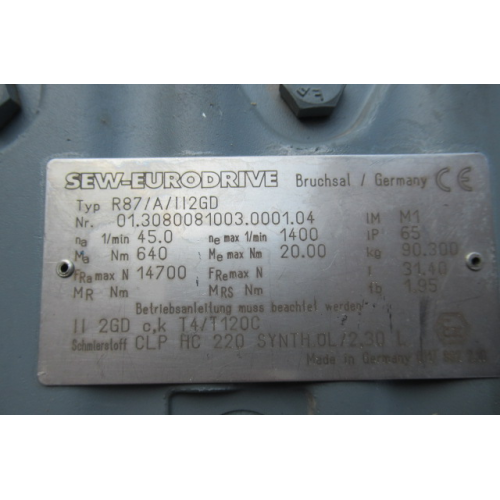 SEW-EURODRIVE Bruchsal / Germany CE
Typ R87/A/II2GD
Nr. 01.3080081003.0001.04 IM M1
na 1/min 45.0 ne max 1/min 1400 IP 65
Ma Nm 640 Me max Nm 20.00 kg 90.300
FRa max N 14700 FRe max N i 31.40
MR Nm MRS Nm fb 1.95
Betriebsanleitung muss beachtet werden
II 2GD c,k T4/T120C
Schmierstoff CLP HC 220 SYNTH.OL/2.30 L
Made in Germany